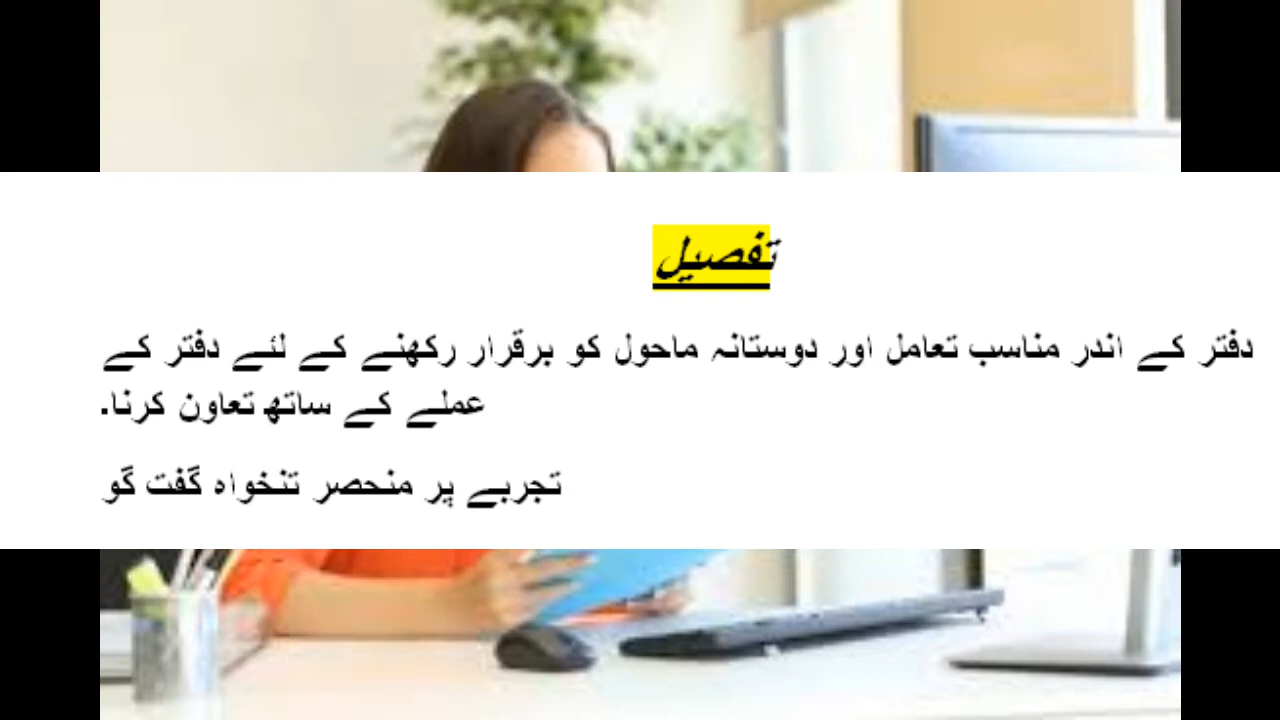 تفصیل
دفتر کے اندر مناسب تعامل اور دوستانہ ماحول کو برقرار رکھنے کے لئے دفتر کے
عملے کے ساتھ تعاون کرنا۔
تجربے پر منحصر تنخواہ گفت گو